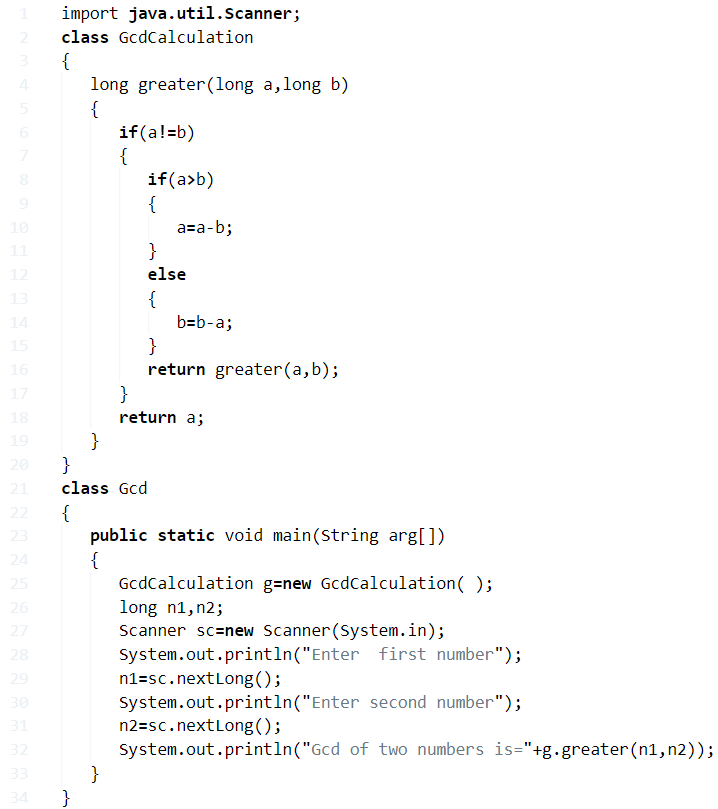 1 import java.util.Scanner;
2 class GcdCalculation
3 {
4 long greater(long a,long b)
5 {
6 if(a!=b)
7 {
8 if(a>b)
9 {
10 a=a-b;
11 }
12 else
13 {
14 b=b-a;
15 }
16 return greater(a,b);
17 }
18 return a;
19 }
20 }
21 class Gcd
22 {
23 public static void main(String arg[])
24 {
25 GcdCalculation g=new GcdCalculation( );
26 long n1,n2;
27 Scanner sc=new Scanner(System.in);
28 System.out.println("Enter  first number");
29 n1=sc.nextLong();
30 System.out.println("Enter second number");
31 n2=sc.nextLong();
32 System.out.println("Gcd of two numbers is="+g.greater(n1,n2));
33 }
34 }